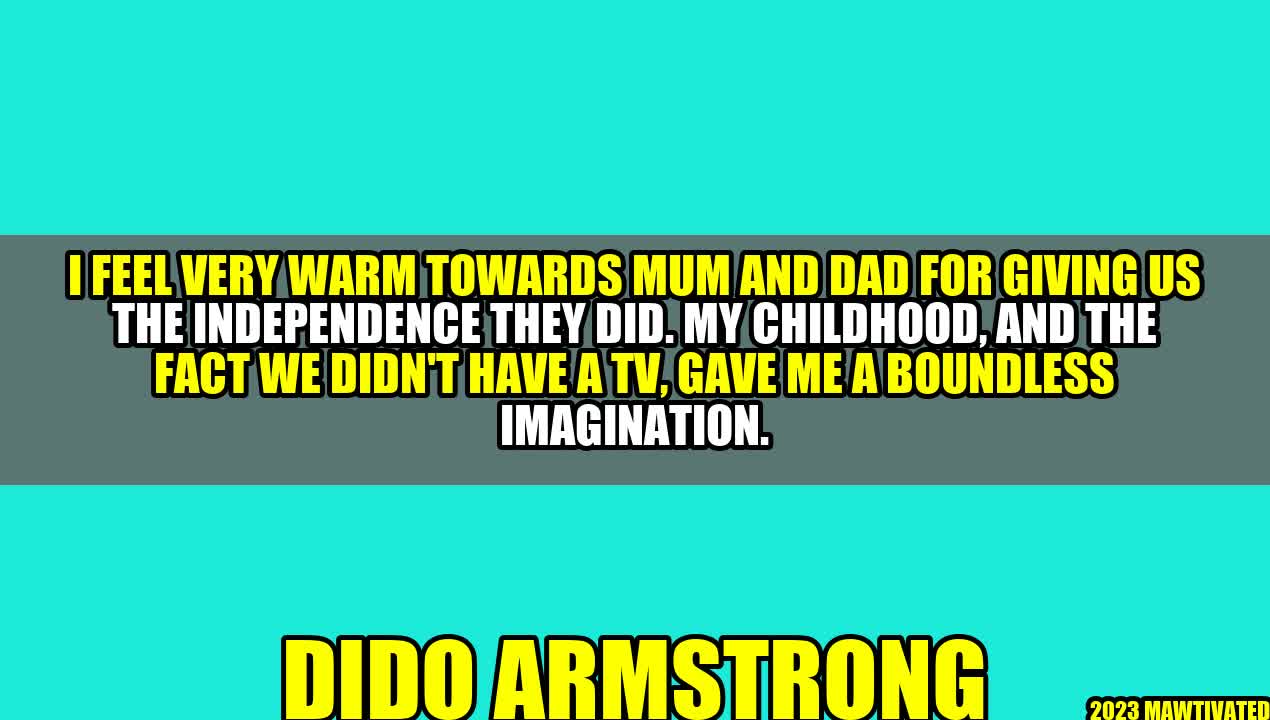 I FEEL VERY WARM TOWARDS MUM AND DAD FOR GIVING US
THE INDEPENDENCE THEY DID. MY CHILDHOOD, AND THE
FACT WE DIDN'T HAVE A TV, GAVE ME A BOUNDLESS
IMAGINATION.
DIDO ARMSTRONG
2023 MAWTIVATED